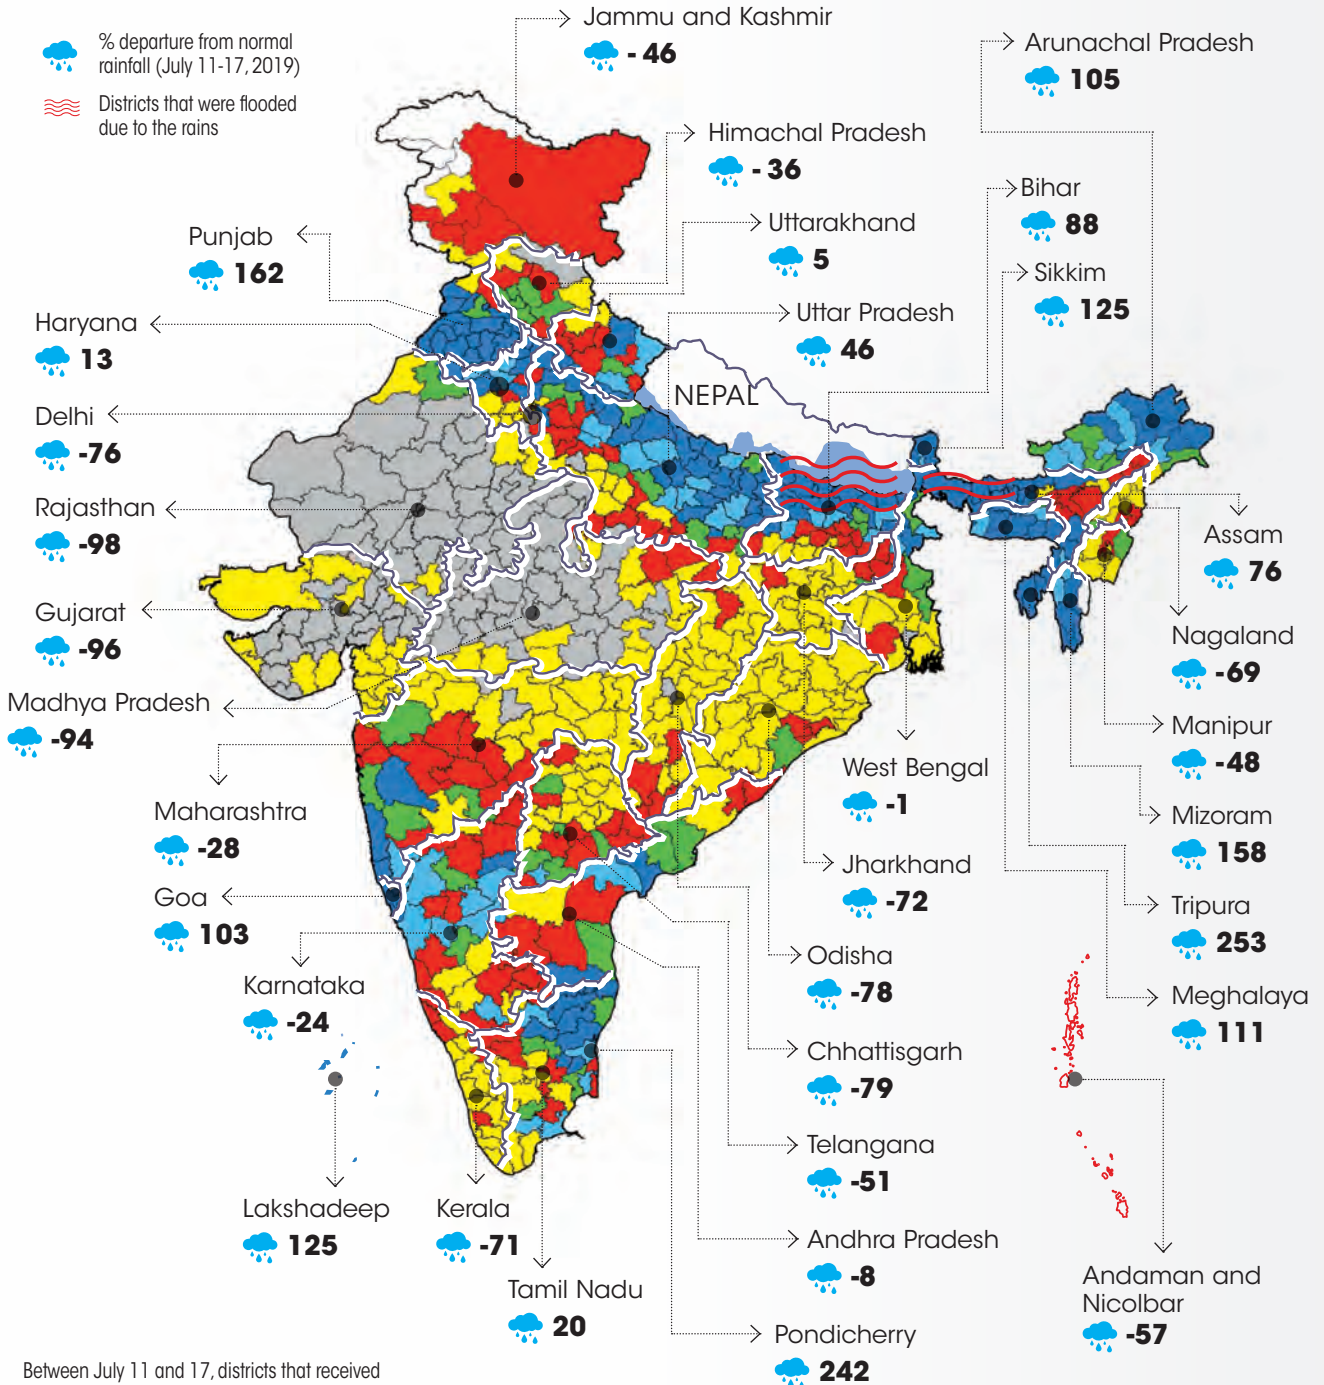 % departure from normal
rainfall (July 11-17, 2019)
Districts that were flooded
due to the rains
Jammu and Kashmir
- 46
Arunachal Pradesh
105
Himachal Pradesh
- 36
Bihar
88
Punjab
162
Uttarakhand
5
Sikkim
125
Haryana
13
Uttar Pradesh
46
NEPAL
Delhi
-76
Rajasthan
-98
Assam
76
Gujarat
-96
Nagaland
-69
Madhya Pradesh
-94
Manipur
-48
West Bengal
-1
Maharashtra
-28
Mizoram
158
Jharkhand
-72
Goa
103
Tripura
253
Odisha
-78
Karnataka
-24
Meghalaya
111
Chhattisgarh
-79
Telangana
-51
Lakshadeep
125
Kerala
-71
Andhra Pradesh
-8
Andaman and
Nicolbar
-57
Tamil Nadu
20
Pondicherry
242
Between July 11 and 17, districts that received